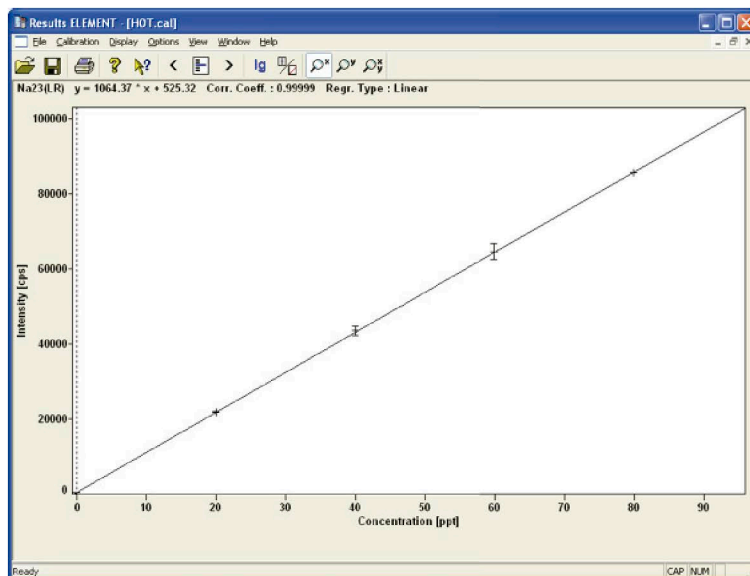 Results ELEMENT - [HOT.cal]
File Calibration Display Options View Window Help
lg
Na23(LR) y = 1064.37 * x + 525.32 Corr. Coeff. : 0.99999 Regr. Type : Linear
100000
80000
60000
40000
20000
0
Intensity [cps]
0 10 20 30 40 50 60 70 80 90
Concentration [ppt]
Ready CAP NUM